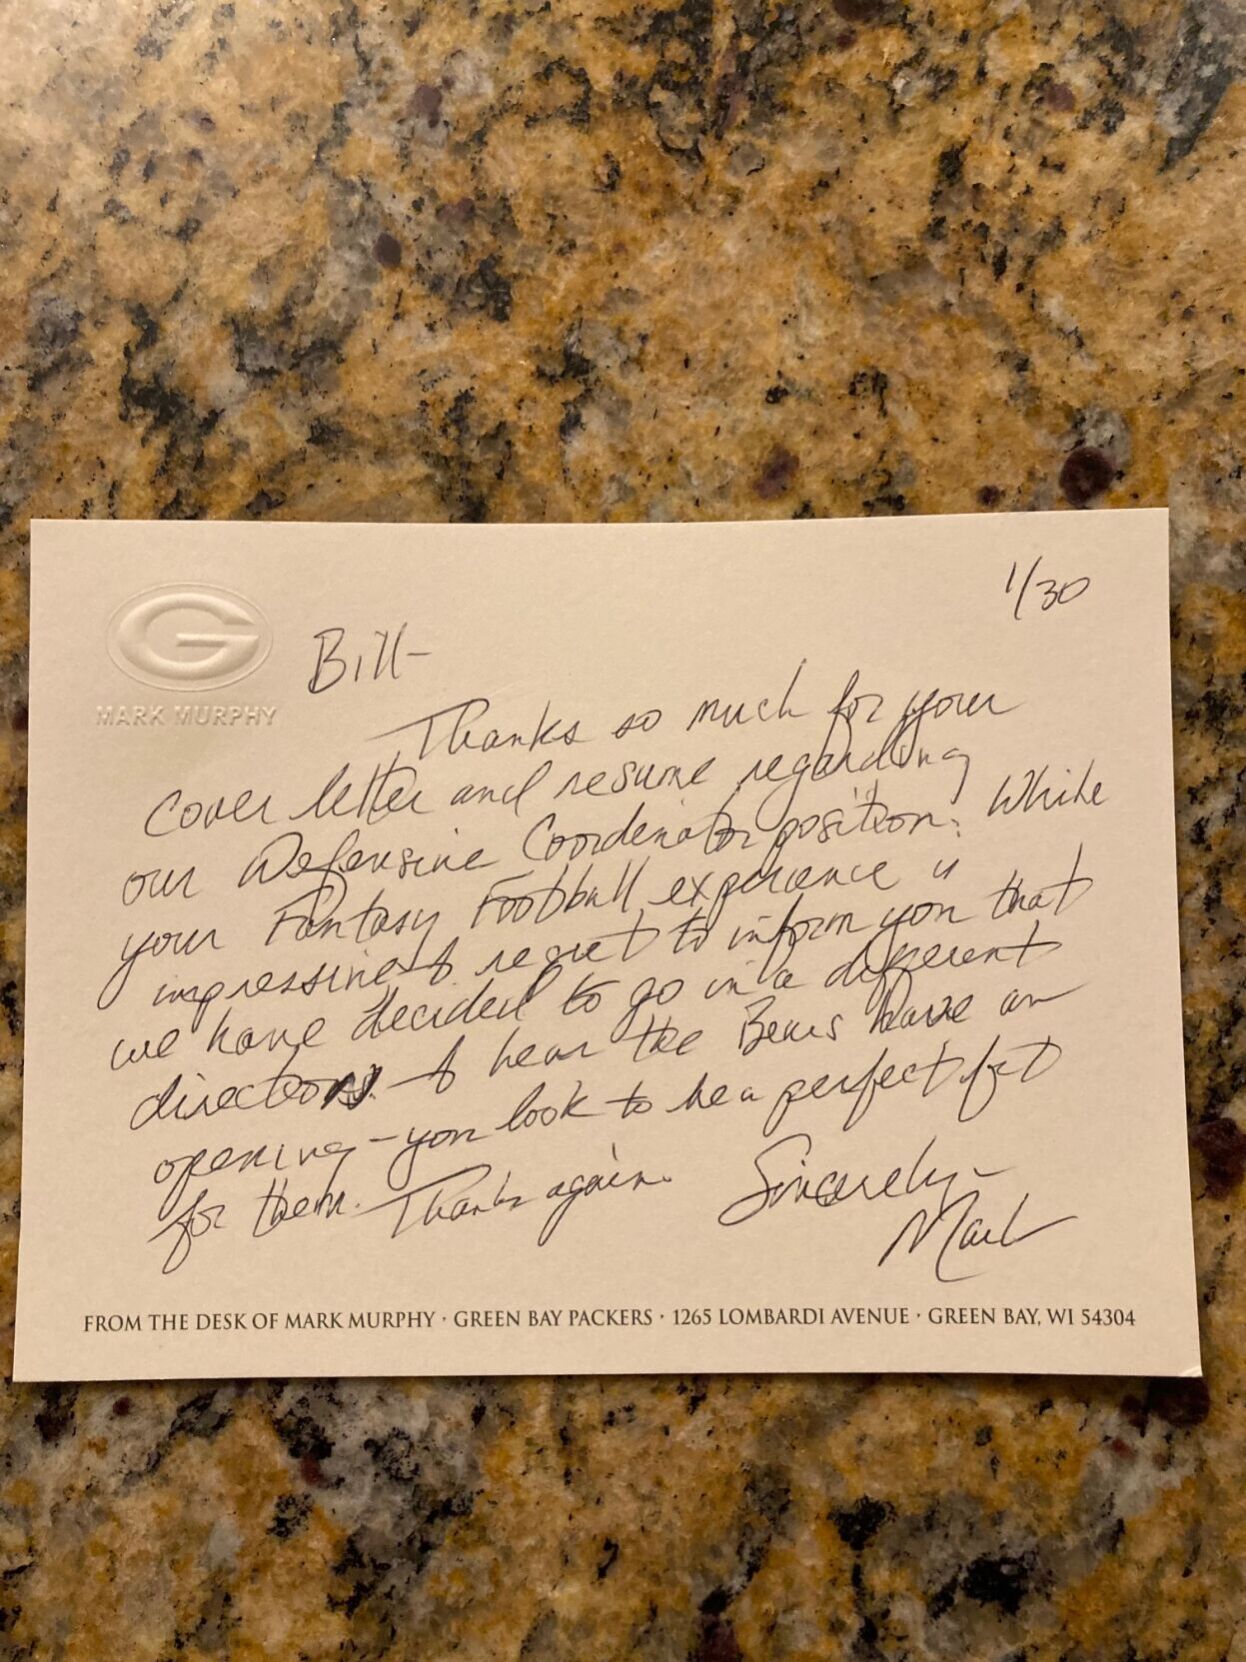 1/30
G
MARK MURPHY
Bill-
Thanks so much for your
cover letter and resume regarding
our Defensive Coordinator position. While
your Fantasy Football experience is
impressive I regret to inform you that
we have decided to go in a different
direction. I hear the Bears have an
opening - you look to be a perfect fit
for them. Thanks again. Sincerely-
Mark
FROM THE DESK OF MARK MURPHY · GREEN BAY PACKERS · 1265 LOMBARDI AVENUE · GREEN BAY, WI 54304